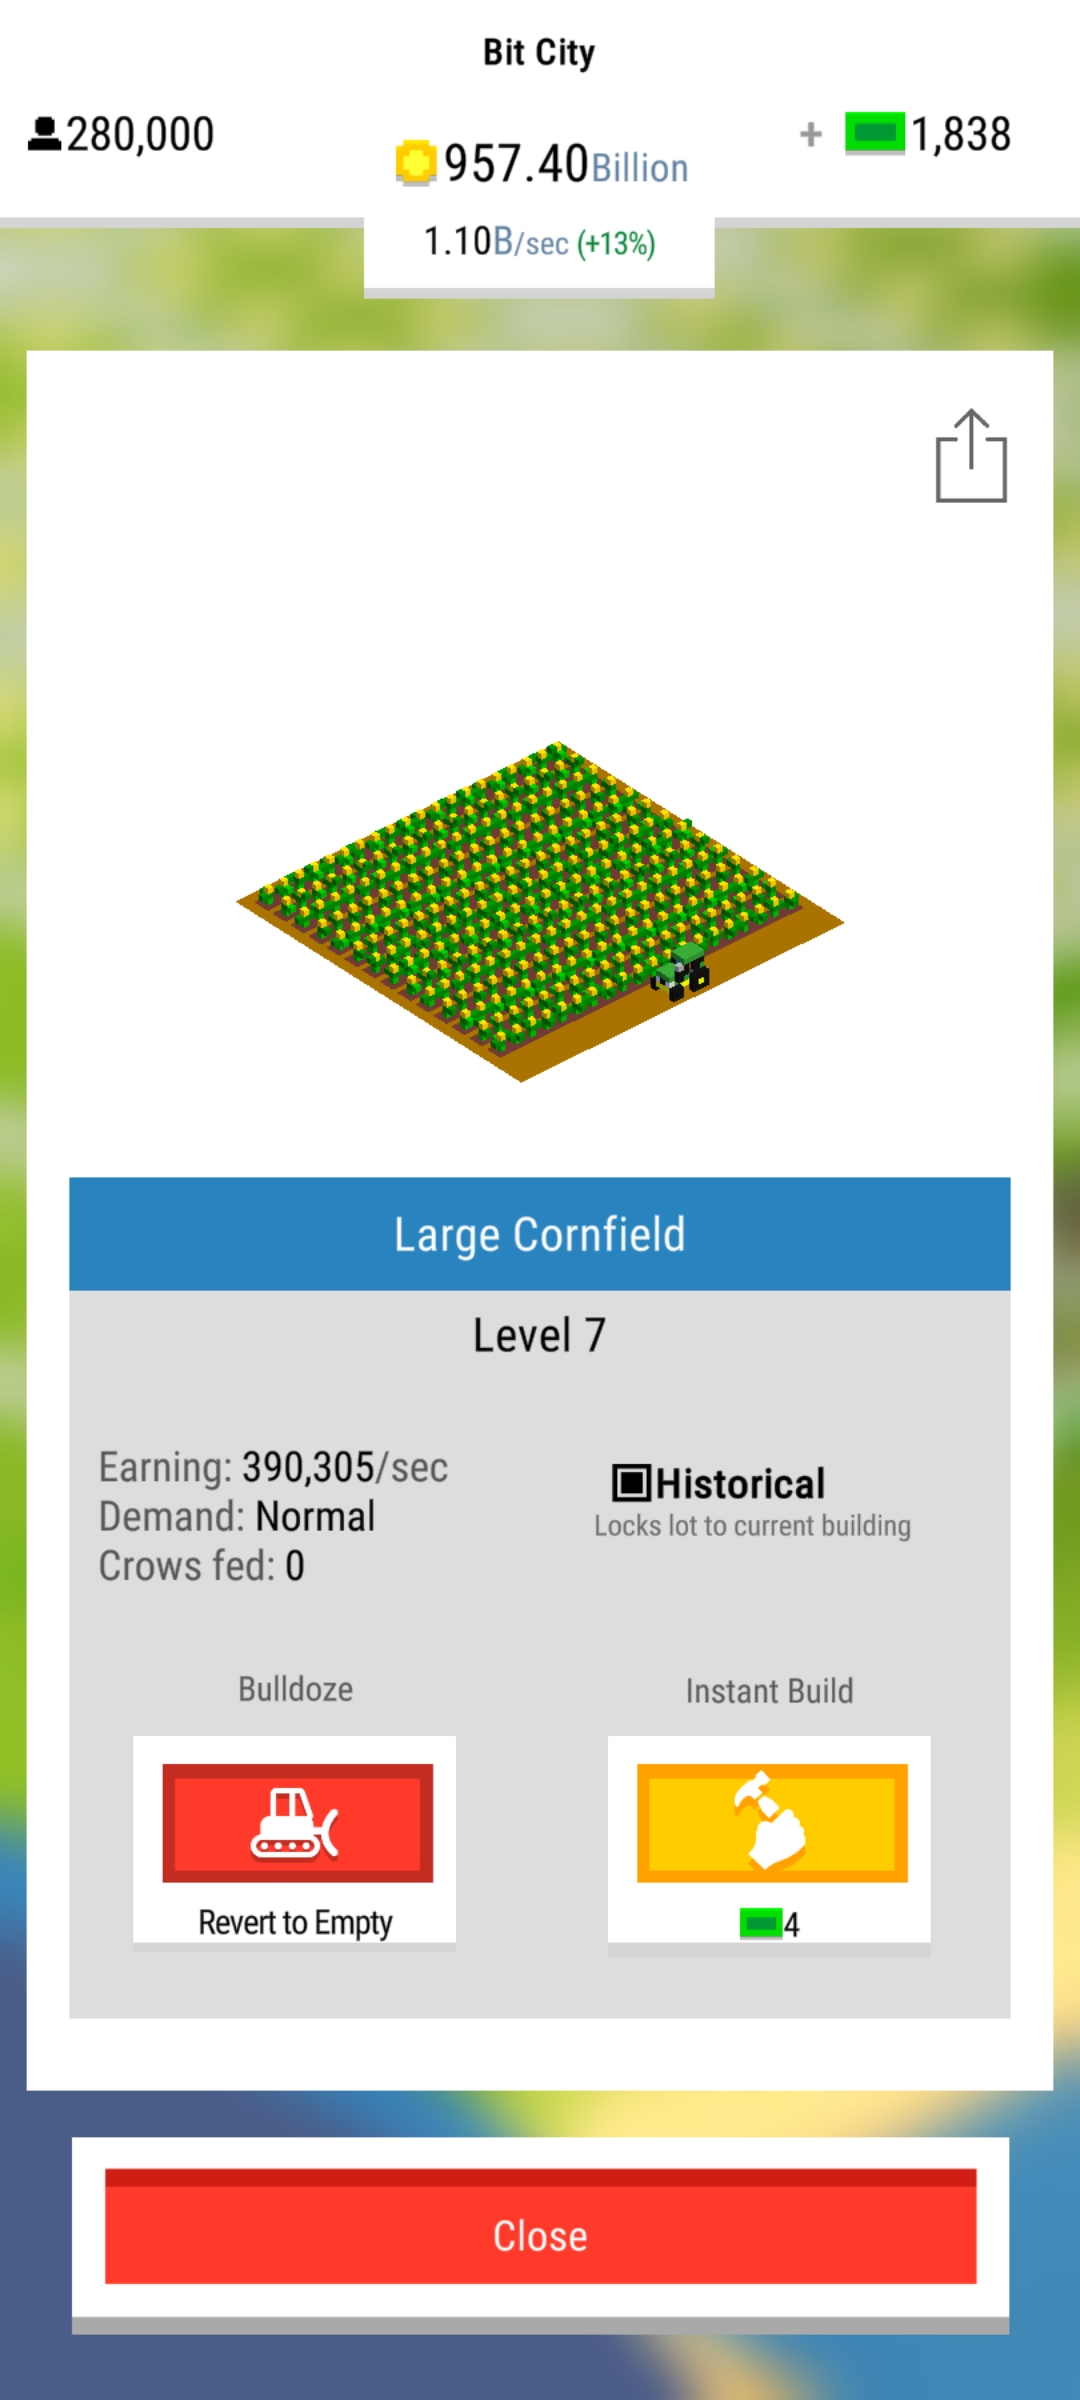 Bit City
280,000
957.40Billion
+ 1,838
1.10B/sec (+13%)
Large Cornfield
Level 7
Earning: 390,305/sec
Demand: Normal
Crows fed: 0
Historical
Locks lot to current building
Bulldoze
Revert to Empty
Instant Build
4
Close